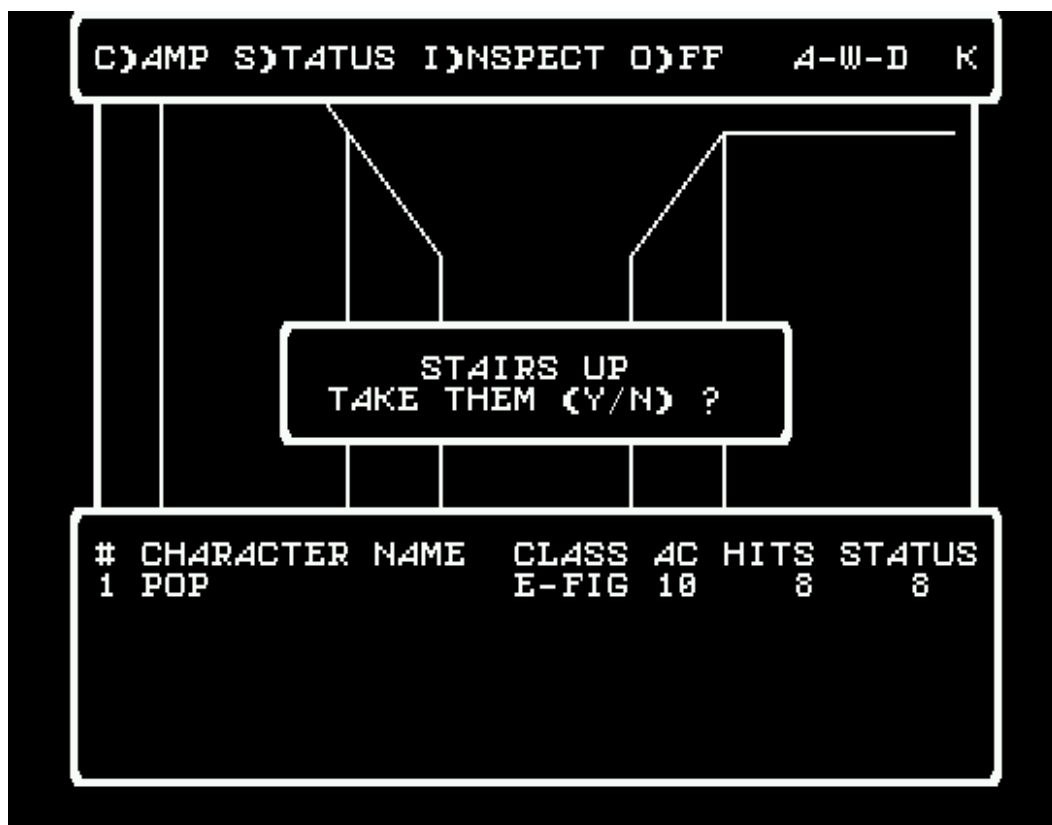 C)AMP S)TATUS I)NSPECT O)FF A-W-D K
STAIRS UP
TAKE THEM (Y/N) ?
# CHARACTER NAME CLASS AC HITS STATUS
1 POP E-FIG 10 8 8